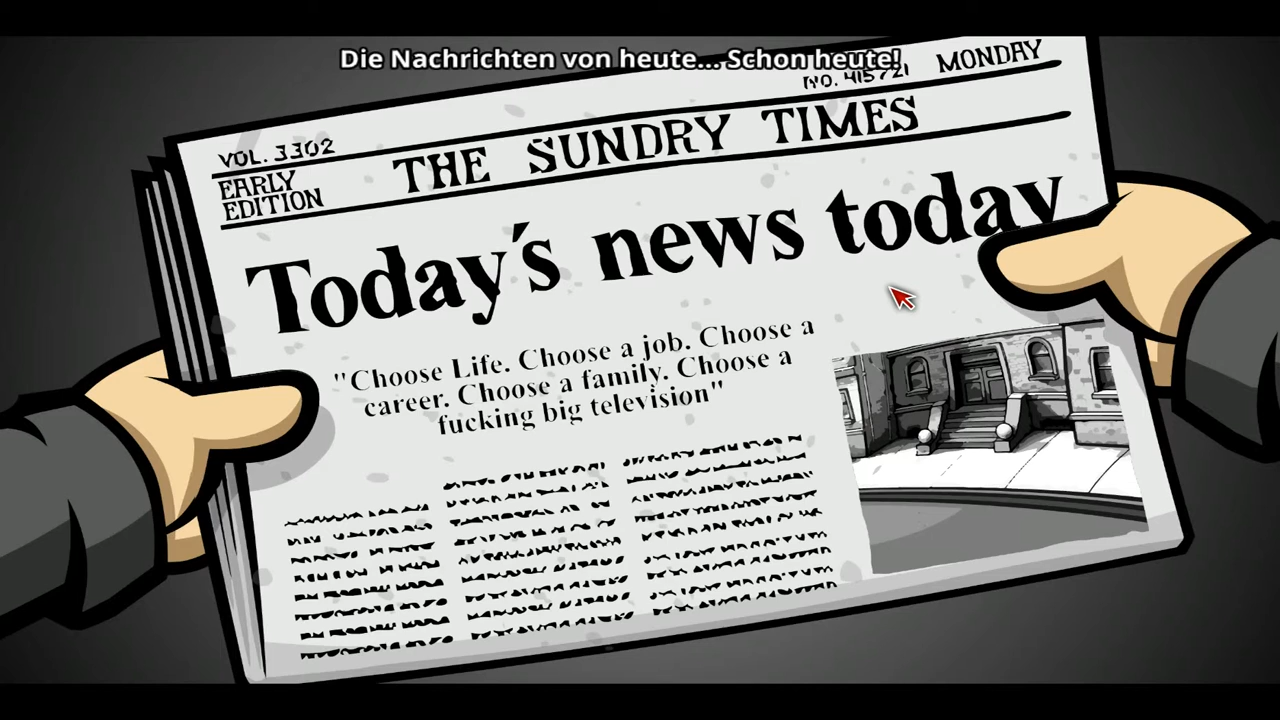 Die Nachrichten von heute... Schon heute!
NO. 415721
MONDAY
VOL. 3302
EARLY
EDITION
THE SUNDRY TIMES
Today's news today
"Choose Life. Choose a job. Choose a
career. Choose a family. Choose a
fucking big television"